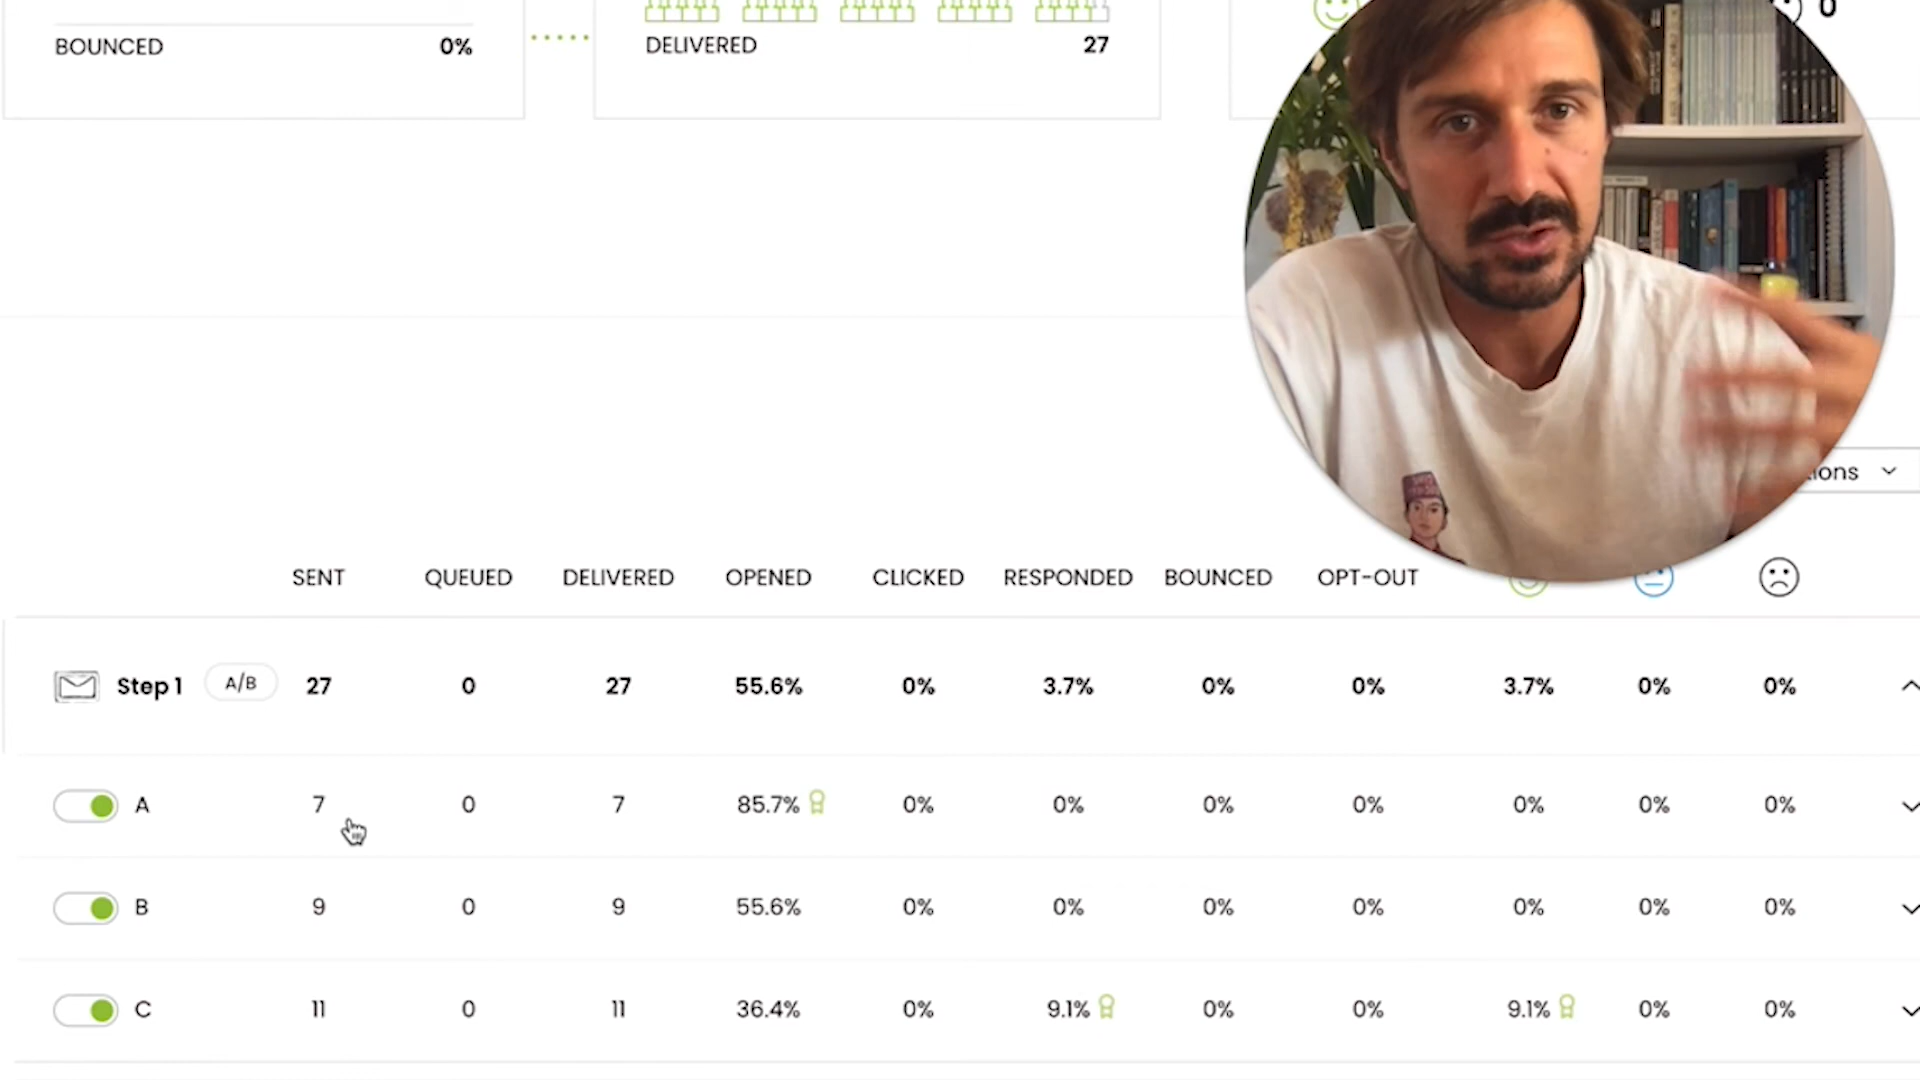 BOUNCED 0%
DELIVERED 27
0
ions
SENT QUEUED DELIVERED OPENED CLICKED RESPONDED BOUNCED OPT-OUT
Step 1 A/B 27 0 27 55.6% 0% 3.7% 0% 0% 3.7% 0% 0%
A 7 0 7 85.7% 0% 0% 0% 0% 0% 0% 0%
B 9 0 9 55.6% 0% 0% 0% 0% 0% 0% 0%
C 11 0 11 36.4% 0% 9.1% 0% 0% 9.1% 0% 0%